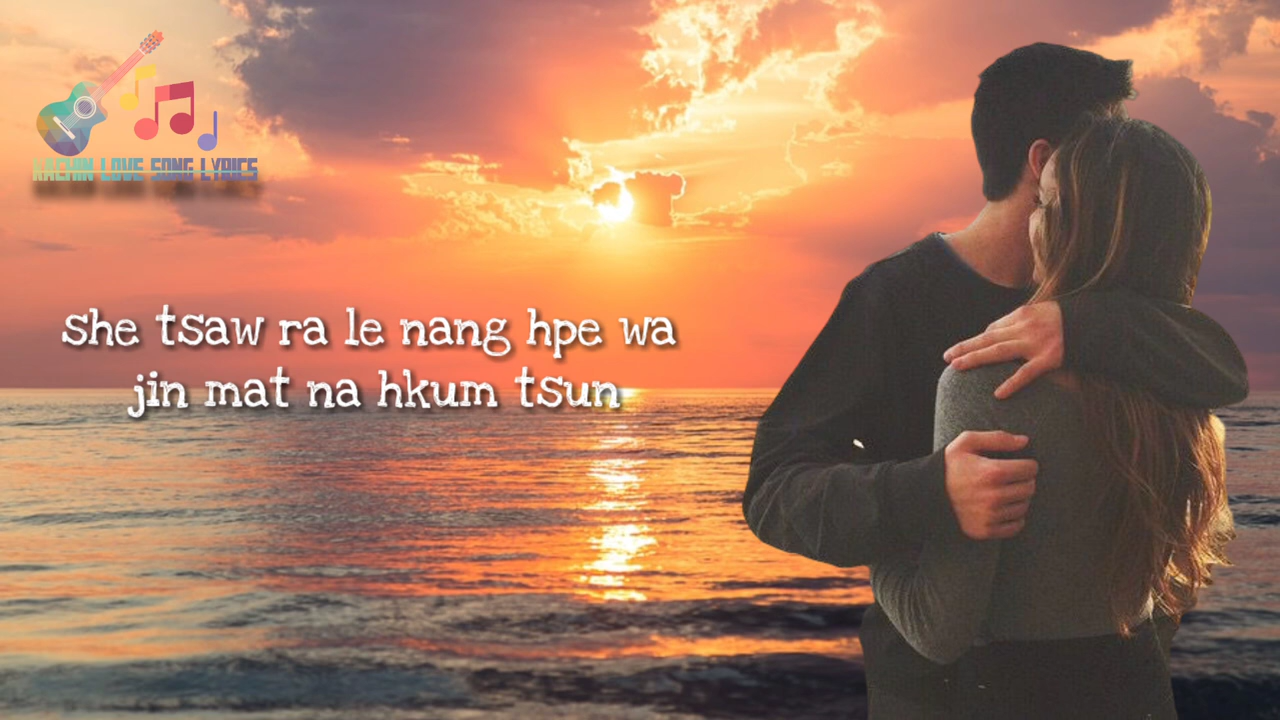 KACHIN LOVE SONG LYRICS
she tsaw ra le nang hpe wa
jin mat na hkum tsun